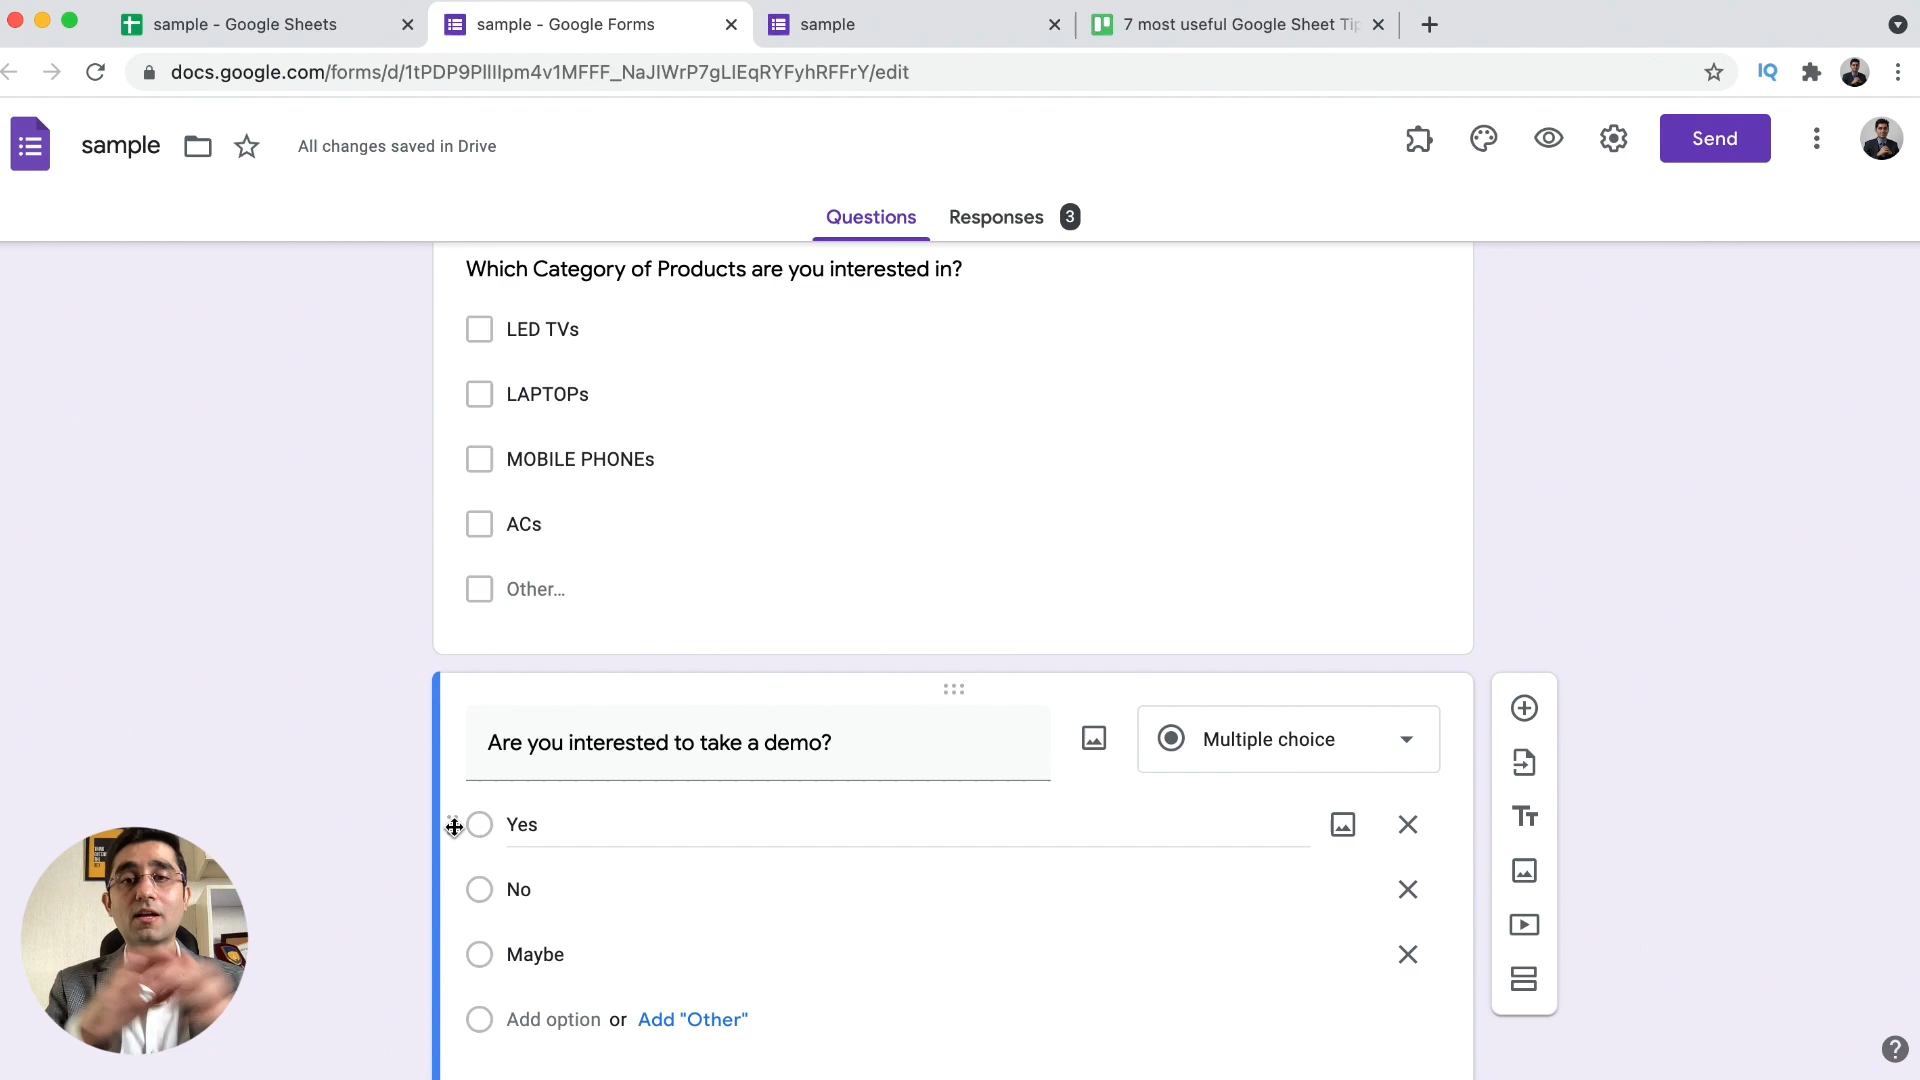 sample - Google Sheets
sample - Google Forms
sample
7 most useful Google Sheet Tip
docs.google.com/forms/d/1tPDP9PIIIIpm4v1MFFF_NaJIWrP7gLIEqRYFyhRFFrY/edit
IQ
sample
All changes saved in Drive
Send
Questions
Responses 3
Which Category of Products are you interested in?
LED TVs
LAPTOPs
MOBILE PHONEs
ACs
Other...
Are you interested to take a demo?
Multiple choice
Yes
No
Maybe
Add option or Add "Other"